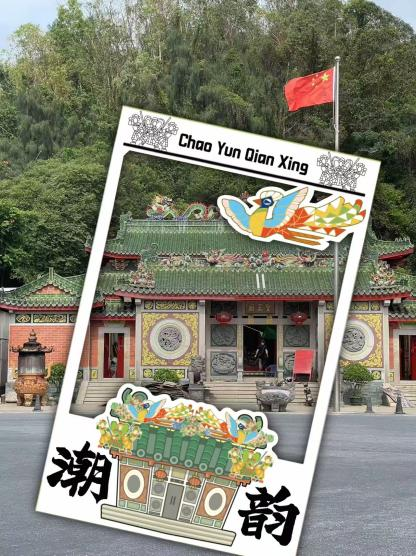 Chao Yun Qian Xing
潮
韵